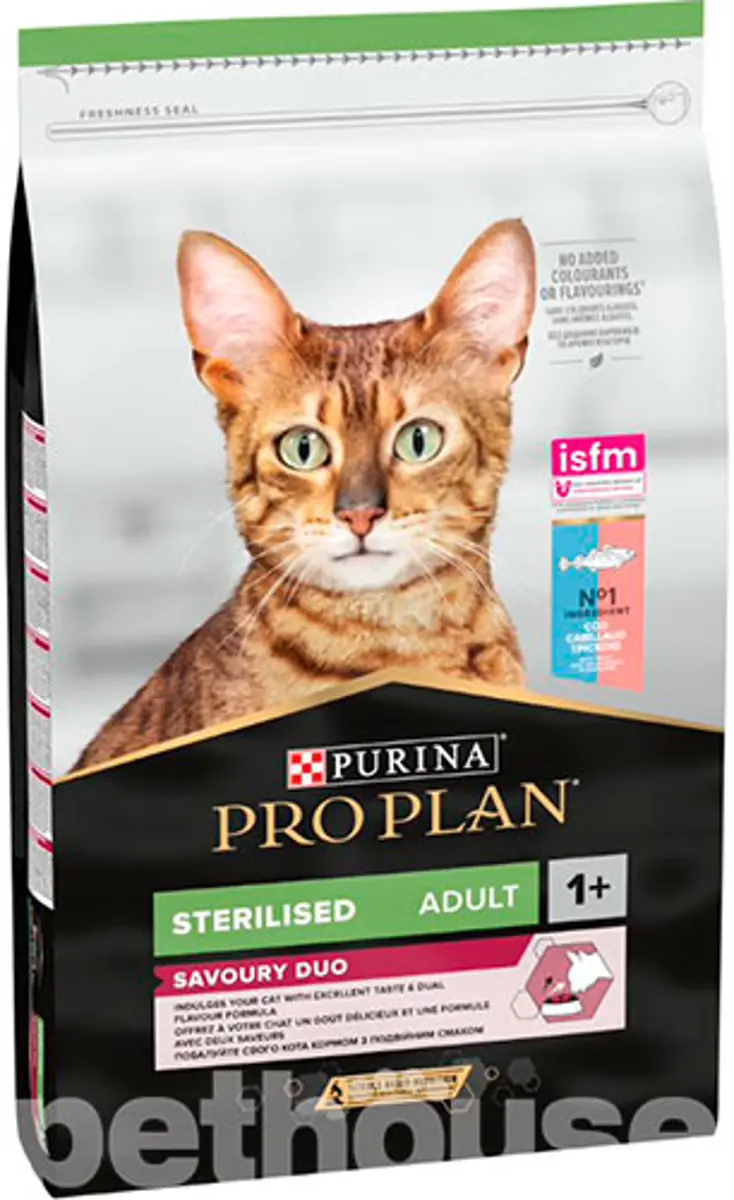 FRESHNESS SEAL
NO ADDED
COLOURANTS
OR FLAVOURINGS
isfm
Nº1
INGREDIENT
COD
CABILLAUD
PURINA
PRO PLAN
STERILISED ADULT 1+
SAVOURY DUO
INDULGES YOUR CAT WITH EXCELLENT TASTE & DUAL
FLAVOUR FORMULA
OFFREZ À VOTRE CHAT UN GOÛT DÉLICIEUX ET UNE FORMULE
AVEC DEUX SAVEURS
ПОБАЛУЙТЕ СВОГО КОТА КОРМОМ З ПОДВІЙНИМ СМАКОМ
pethouse